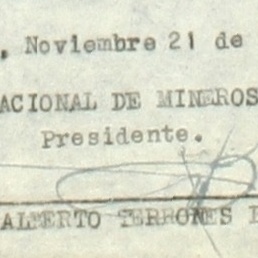 , Noviembre 21 de
ACIONAL DE MINEROS
Presidente.
ALBERTO TERRONES